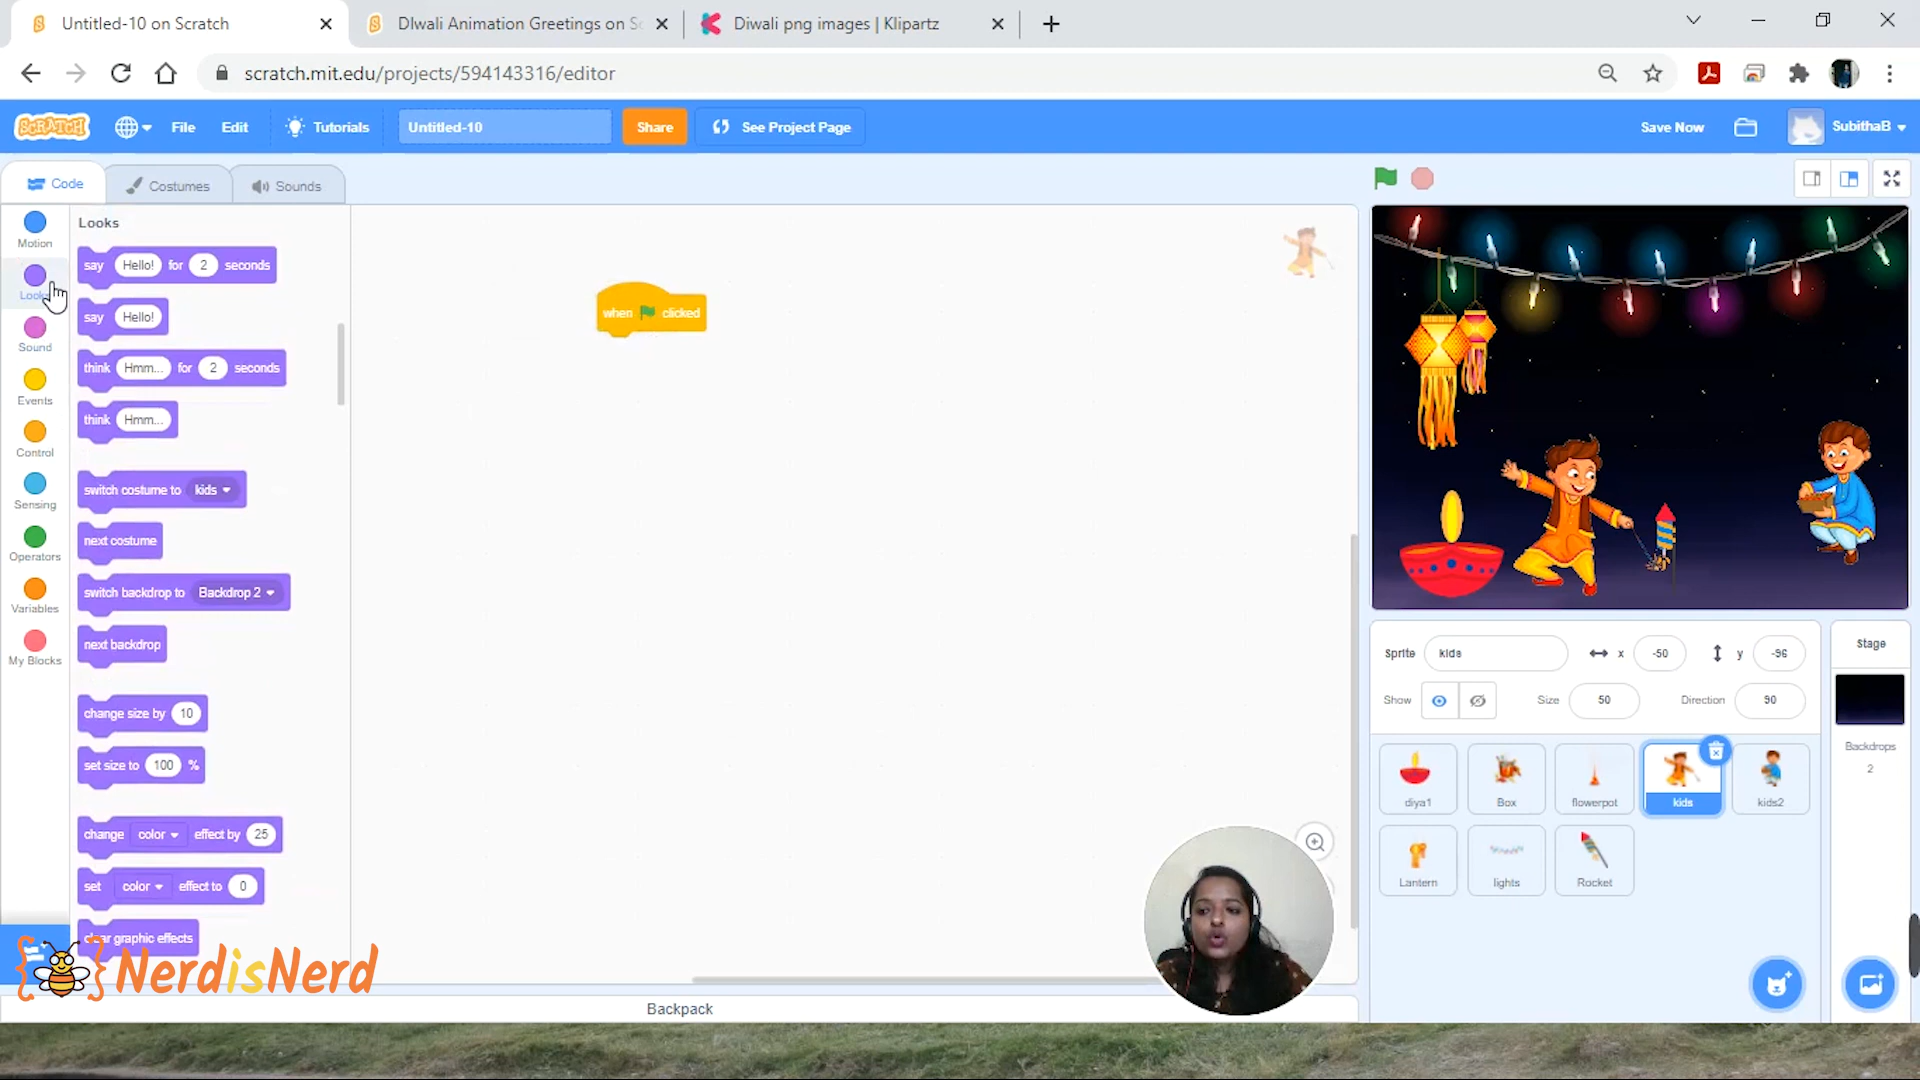 Untitled-10 on Scratch
DIwali Animation Greetings on Sc
Diwali png images | Klipartz
scratch.mit.edu/projects/594143316/editor
SCRATCH
File
Edit
Tutorials
Untitled-10
Share
See Project Page
Save Now
SubithaB
Code
Costumes
Sounds
Motion
Looks
Sound
Events
Control
Sensing
Operators
Variables
My Blocks
Looks
say Hello! for 2 seconds
say Hello!
think Hmm... for 2 seconds
think Hmm...
switch costume to kids
next costume
switch backdrop to Backdrop 2
next backdrop
change size by 10
set size to 100 %
change color effect by 25
set color effect to 0
clear graphic effects
when clicked
Sprite kids x -50 y -96
Show Size 50 Direction 90
diya1
Box
flowerpot
kids
kids2
Lantern
lights
Rocket
Stage
Backdrops
2
NerdisNerd
Backpack